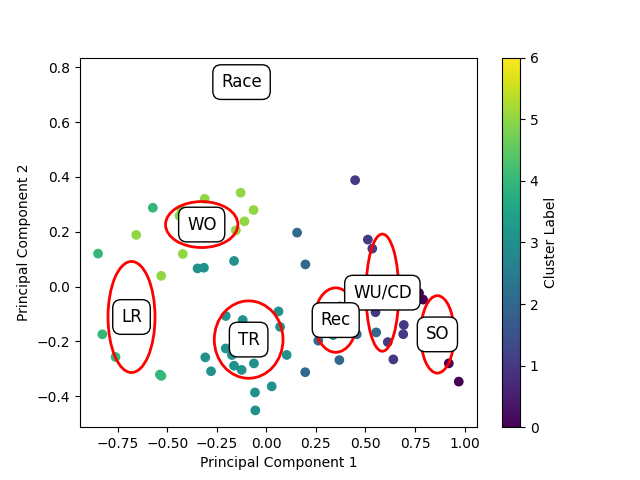 Race
WO
WU/CD
LR
Rec
SO
TR
0.8
0.6
0.4
0.2
0.0
−0.2
−0.4
Principal Component 2
−0.75 −0.50 −0.25 0.00 0.25 0.50 0.75 1.00
Principal Component 1
6
5
4
3
2
1
0
Cluster Label